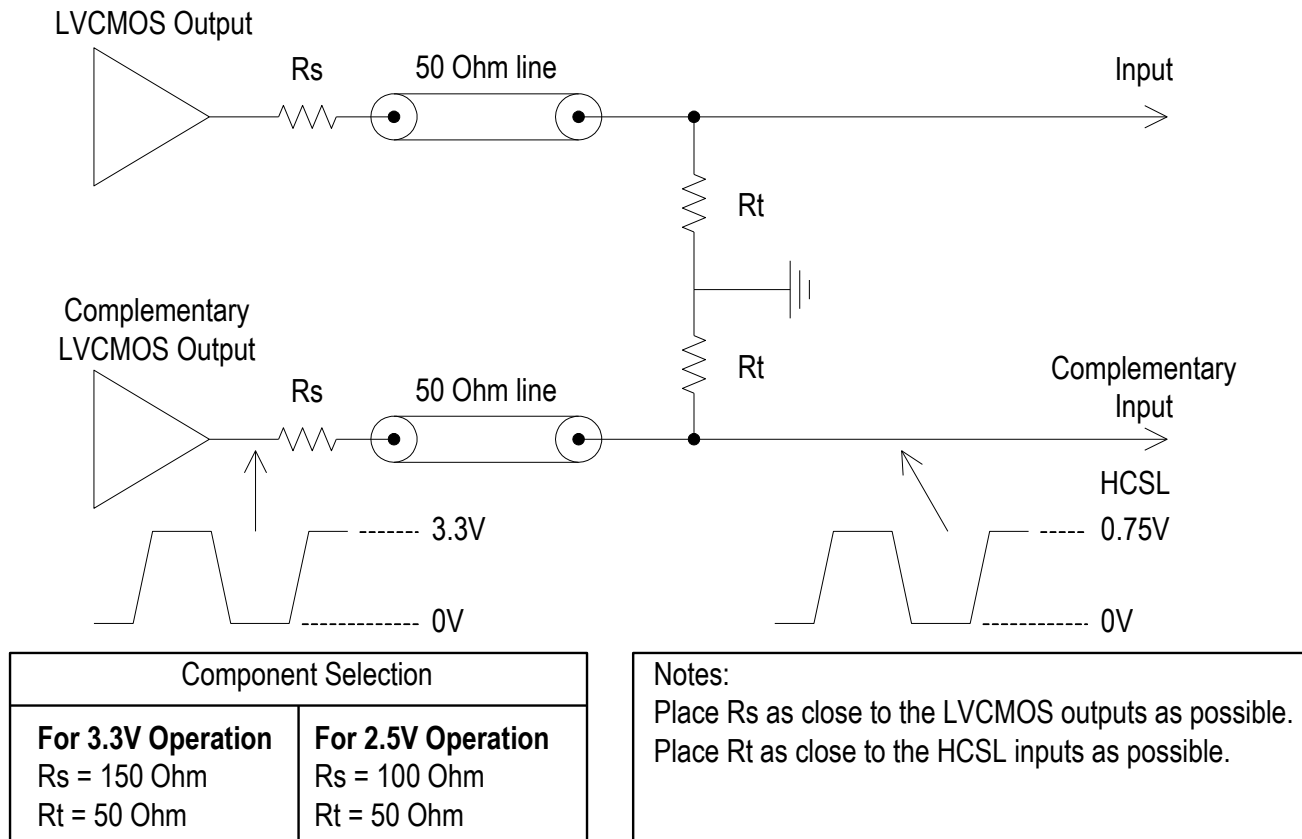 LVCMOS Output
Rs
50 Ohm line
Input
Rt
Complementary
LVCMOS Output
Rs
50 Ohm line
Rt
Complementary
Input
HCSL
3.3V
0V
0.75V
0V
Component Selection
For 3.3V Operation
Rs = 150 Ohm
Rt = 50 Ohm
For 2.5V Operation
Rs = 100 Ohm
Rt = 50 Ohm
Notes:
Place Rs as close to the LVCMOS outputs as possible.
Place Rt as close to the HCSL inputs as possible.